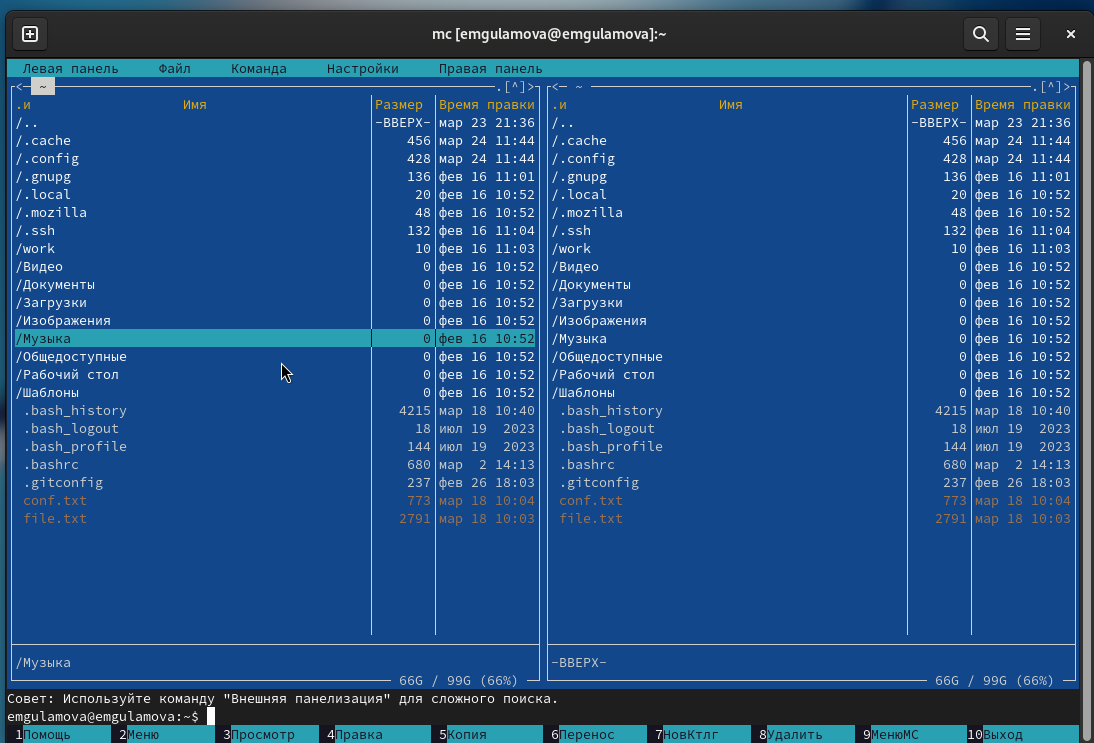 mc [emgulamova@emgulamova]:~
Левая панель Файл Команда Настройки Правая панель
<─ ~ ─.[^]>
.и Имя Размер Время правки
/.. -ВВЕРХ- мар 23 21:36
/.cache 456 мар 24 11:44
/.config 428 мар 24 11:44
/.gnupg 136 фев 16 11:01
/.local 20 фев 16 10:52
/.mozilla 48 фев 16 10:52
/.ssh 132 фев 16 11:04
/work 10 фев 16 11:03
/Видео 0 фев 16 10:52
/Документы 0 фев 16 10:52
/Загрузки 0 фев 16 10:52
/Изображения 0 фев 16 10:52
/Музыка 0 фев 16 10:52
/Общедоступные 0 фев 16 10:52
/Рабочий стол 0 фев 16 10:52
/Шаблоны 0 фев 16 10:52
.bash_history 4215 мар 18 10:40
.bash_logout 18 июл 19 2023
.bash_profile 144 июл 19 2023
.bashrc 680 мар 2 14:13
.gitconfig 237 фев 26 18:03
conf.txt 773 мар 18 10:04
file.txt 2791 мар 18 10:03
/Музыка
66G / 99G (66%)
<─ ~ ─.[^]>
.и Имя Размер Время правки
/.. -ВВЕРХ- мар 23 21:36
/.cache 456 мар 24 11:44
/.config 428 мар 24 11:44
/.gnupg 136 фев 16 11:01
/.local 20 фев 16 10:52
/.mozilla 48 фев 16 10:52
/.ssh 132 фев 16 11:04
/work 10 фев 16 11:03
/Видео 0 фев 16 10:52
/Документы 0 фев 16 10:52
/Загрузки 0 фев 16 10:52
/Изображения 0 фев 16 10:52
/Музыка 0 фев 16 10:52
/Общедоступные 0 фев 16 10:52
/Рабочий стол 0 фев 16 10:52
/Шаблоны 0 фев 16 10:52
.bash_history 4215 мар 18 10:40
.bash_logout 18 июл 19 2023
.bash_profile 144 июл 19 2023
.bashrc 680 мар 2 14:13
.gitconfig 237 фев 26 18:03
conf.txt 773 мар 18 10:04
file.txt 2791 мар 18 10:03
-ВВЕРХ-
66G / 99G (66%)
Совет: Используйте команду "Внешняя панелизация" для сложного поиска.
emgulamova@emgulamova:~$
1Помощь 2Меню 3Просмотр 4Правка 5Копия 6Перенос 7НовКтлг 8Удалить 9МенюМС 10Выход